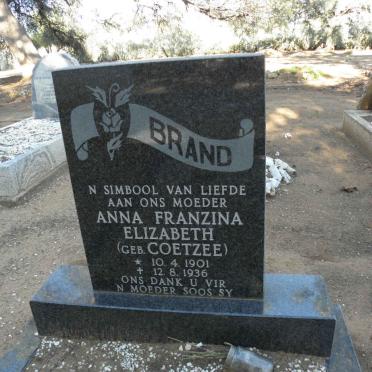 BRAND
N SIMBOOL VAN LIEFDE
AAN ONS MOEDER
ANNA FRANZINA
ELIZABETH
(GEB. COETZEE)
* 10. 4. 1901
+ 12. 8. 1936
ONS DANK U VIR
'N MOEDER SOOS SY